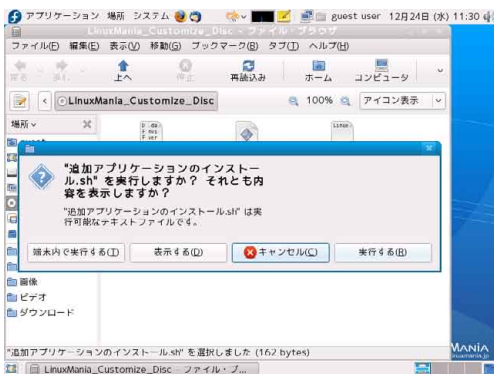 アプリケーション 場所 システム guest user 12月24日 (水) 11:30
LinuxMania_Customize_Disc - ファイル・ブラウザ
ファイル(F) 編集(E) 表示(V) 移動(G) ブックマーク(B) タブ(T) ヘルプ(H)
戻る 進む 上へ 停止 再読込み ホーム コンピュータ
LinuxMania_Customize_Disc 100% アイコン表示
場所
"追加アプリケーションのインストー
ル.sh" を実行しますか? それとも内
容を表示しますか?
"追加アプリケーションのインストール.sh" は実
行可能なテキストファイルです。
端末内で実行する(T) 表示する(D) キャンセル(C) 実行する(R)
画像
ビデオ
ダウンロード
"追加アプリケーションのインストール.sh" を選択しました (162 bytes)
LinuxMania_Customize_Disc - ファイル・ブ...